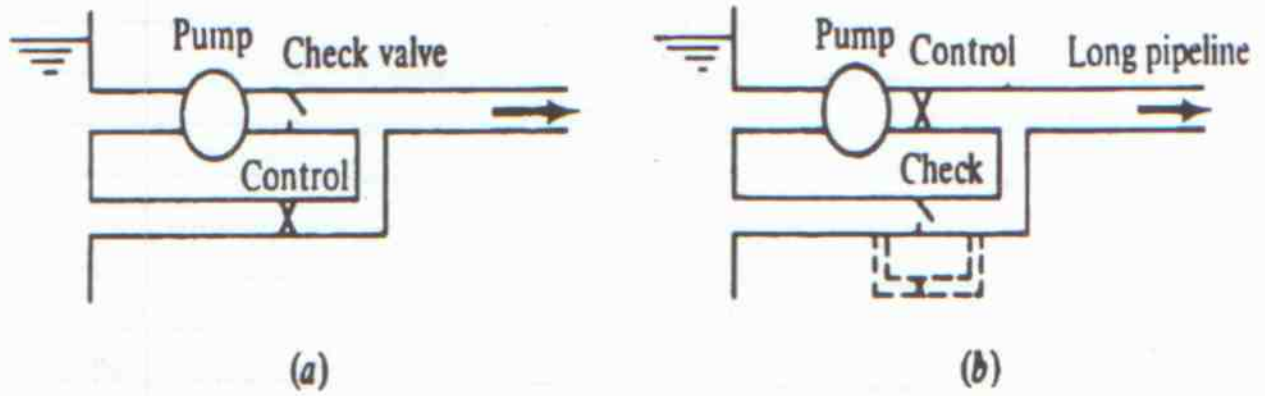 Pump
Check valve
Control
(a)
Pump
Control
Long pipeline
Check
(b)